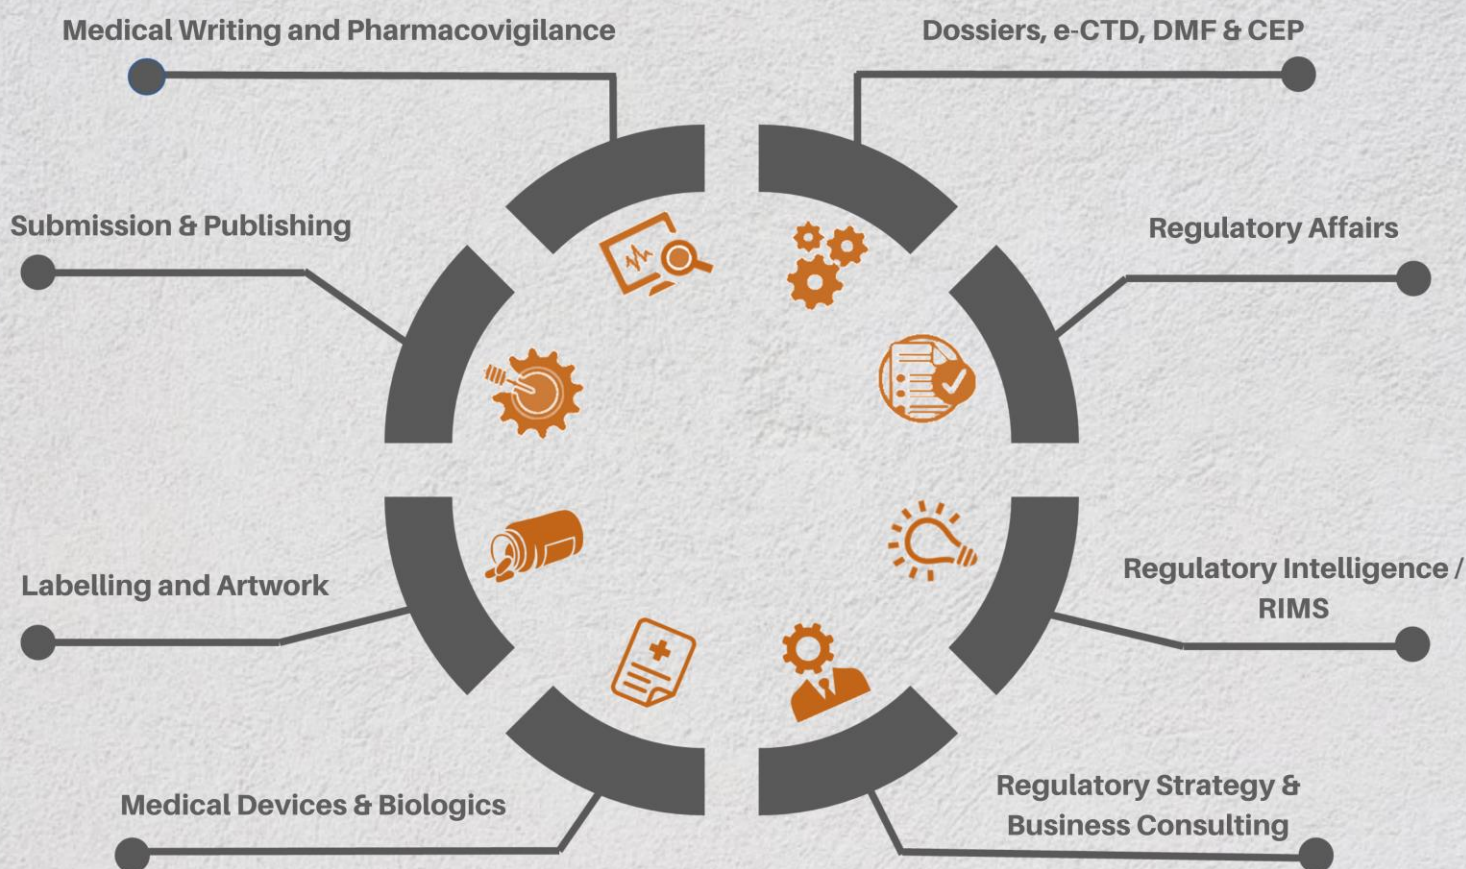 Medical Writing and Pharmacovigilance
Dossiers, e-CTD, DMF & CEP
Submission & Publishing
Regulatory Affairs
Labelling and Artwork
Regulatory Intelligence /
RIMS
Medical Devices & Biologics
Regulatory Strategy &
Business Consulting